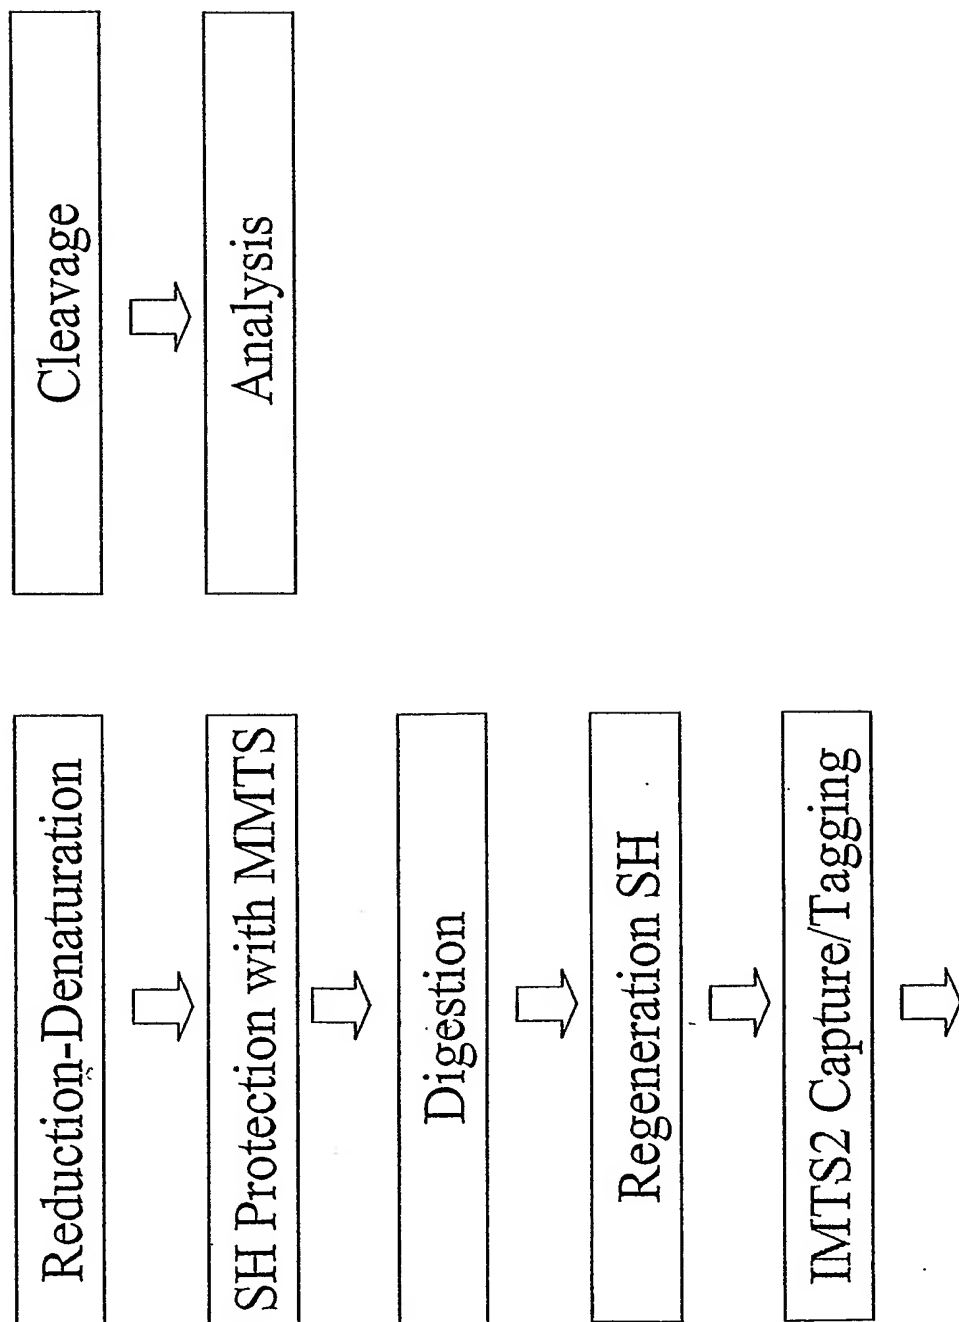 Reduction-Denaturation
SH Protection with MMTS
Digestion
Regeneration SH
IMTS2 Capture/Tagging
Cleavage
Analysis